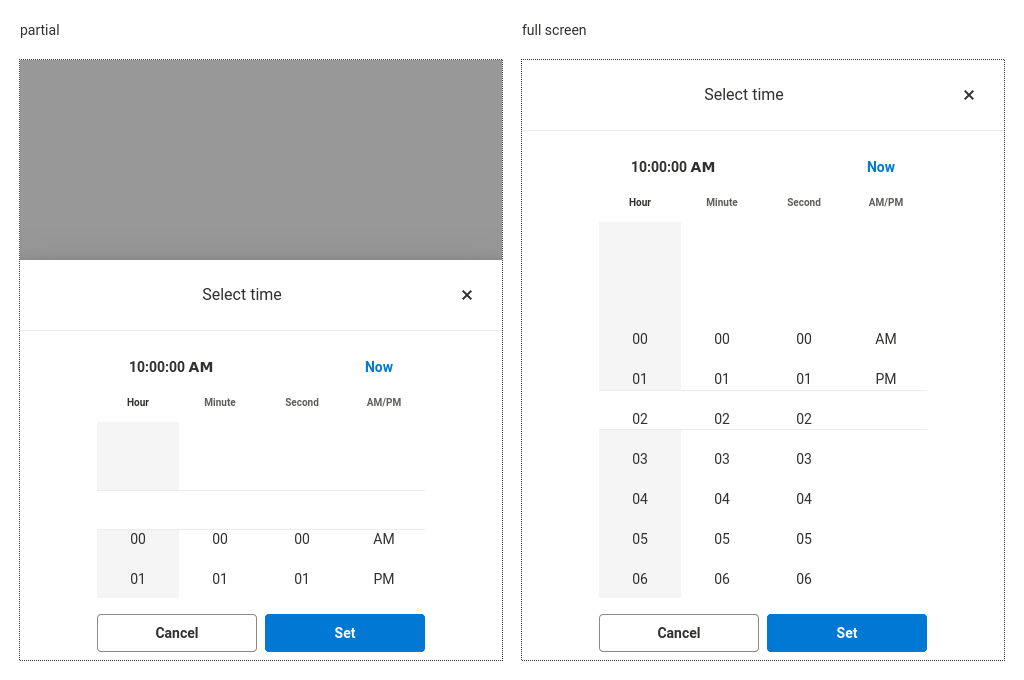 partial
Select time ×
10:00:00 AM Now
Hour Minute Second AM/PM
00 00 00 AM
01 01 01 PM
Cancel Set
full screen
Select time ×
10:00:00 AM Now
Hour Minute Second AM/PM
00 00 00 AM
01 01 01 PM
02 02 02
03 03 03
04 04 04
05 05 05
06 06 06
Cancel Set